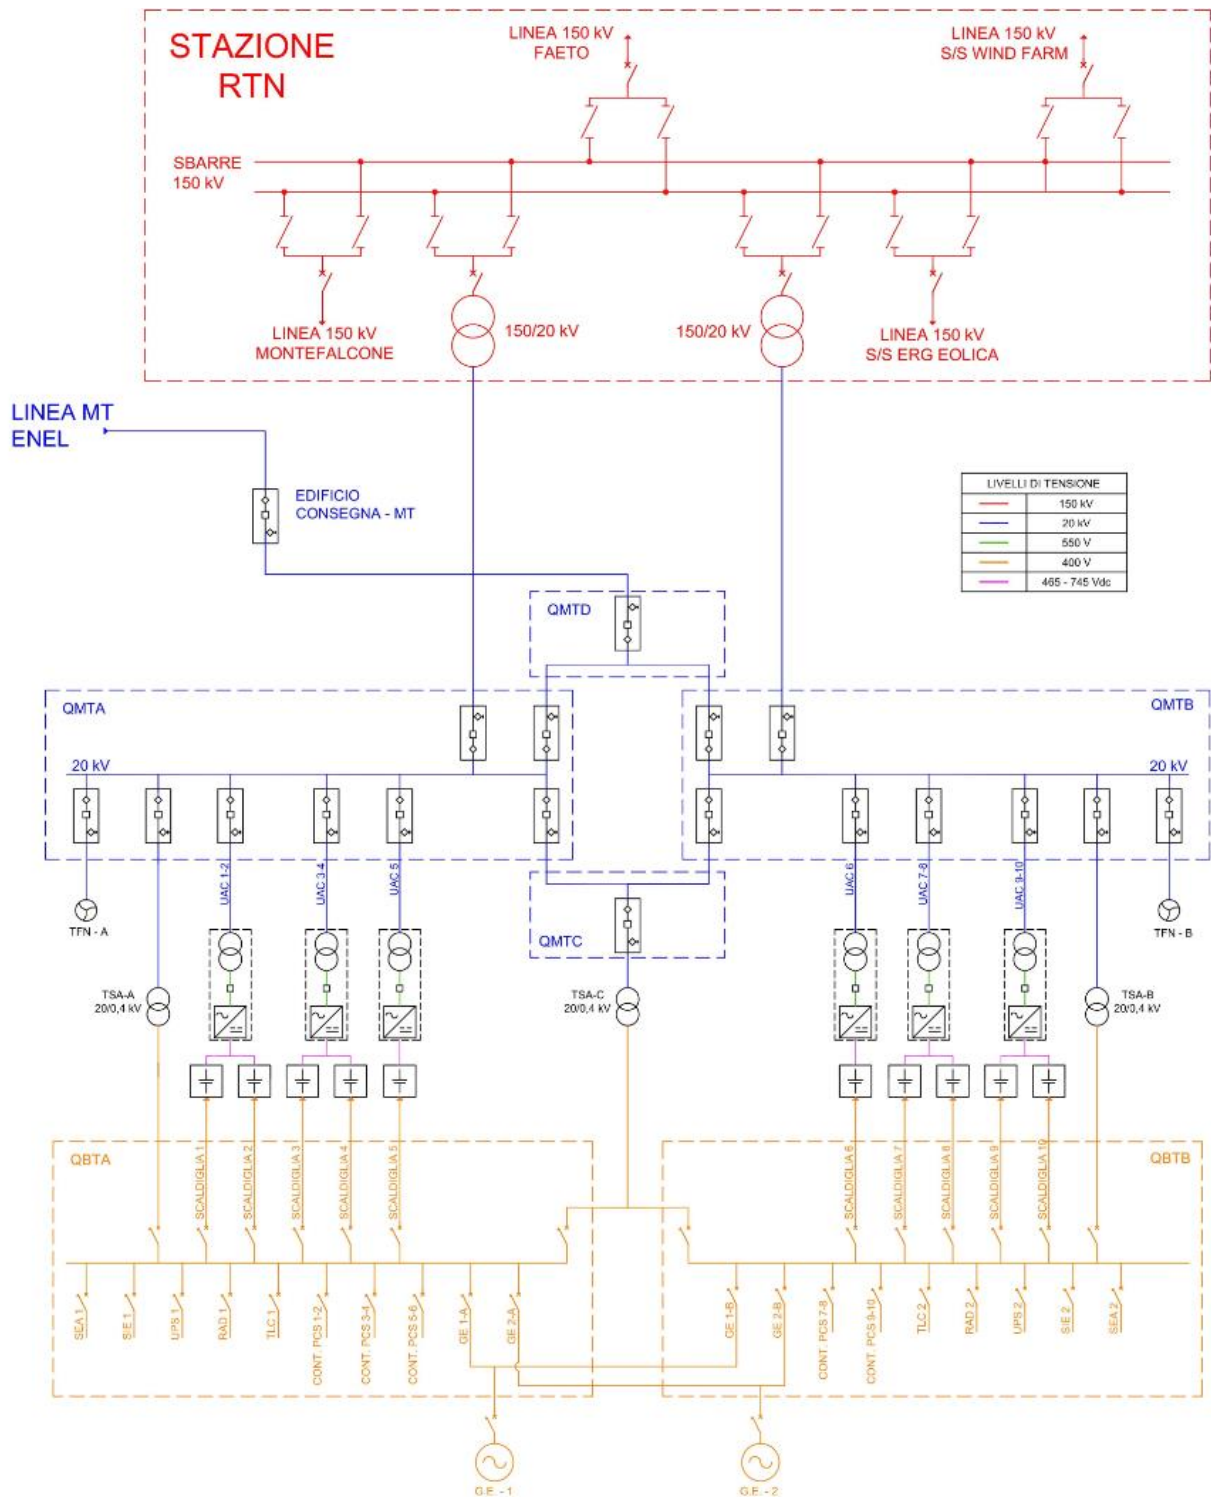 STAZIONE
RTN
LINEA 150 kV
FAETO
LINEA 150 kV
S/S WIND FARM
SBARRE
150 kV
LINEA 150 kV
MONTEFALCONE
150/20 kV
150/20 kV
LINEA 150 kV
S/S ERG EOLICA
LINEA MT
ENEL
EDIFICIO
CONSEGNA - MT
LIVELLI DI TENSIONE
150 kV
20 kV
550 V
400 V
465 - 745 Vdc
QMTD
QMTA
QMTB
20 kV
20 kV
UAC 1-2
UAC 3-4
UAC 5
UAC 6
UAC 7-8
UAC 9-10
TFN - A
QMTC
TFN - B
TSA-A
20/0,4 kV
TSA-C
20/0,4 kV
TSA-B
20/0,4 kV
QBTA
QBTB
SCALDIGLIA 1
SCALDIGLIA 2
SCALDIGLIA 3
SCALDIGLIA 4
SCALDIGLIA 5
SCALDIGLIA 6
SCALDIGLIA 7
SCALDIGLIA 8
SCALDIGLIA 9
SCALDIGLIA 10
SEA 1
SIE 1
UPS 1
RAD 1
TLC 1
CONT. PCS 1-2
CONT. PCS 3-4
CONT. PCS 5-6
GE 1-A
GE 2-A
GE 1-B
GE 2-B
CONT. PCS 7-8
CONT. PCS 9-10
TLC 2
RAD 2
UPS 2
SIE 2
SEA 2
G.E. - 1
G.E. - 2